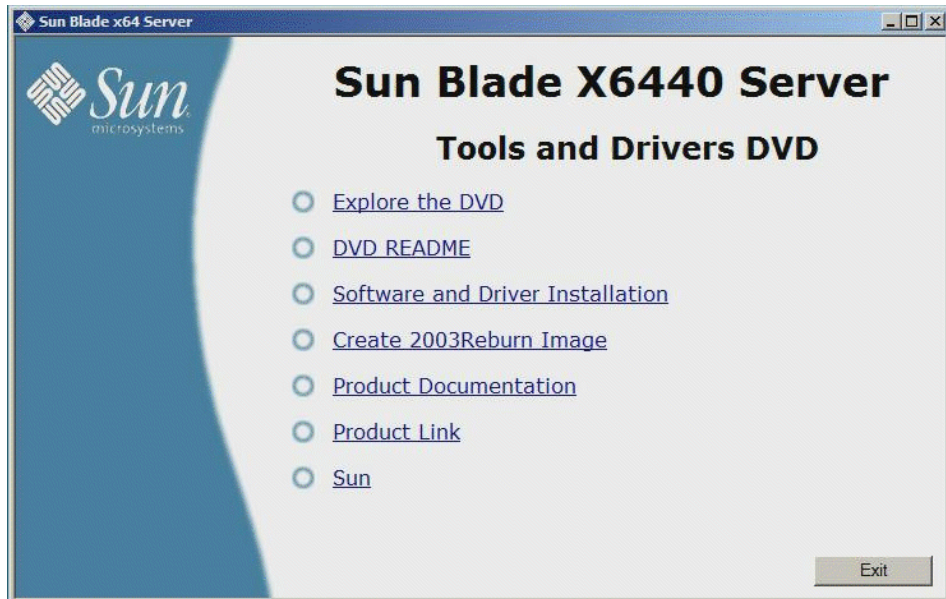 Sun Blade x64 Server
Sun
microsystems
Sun Blade X6440 Server
Tools and Drivers DVD
Explore the DVD
DVD README
Software and Driver Installation
Create 2003Reburn Image
Product Documentation
Product Link
Sun
Exit